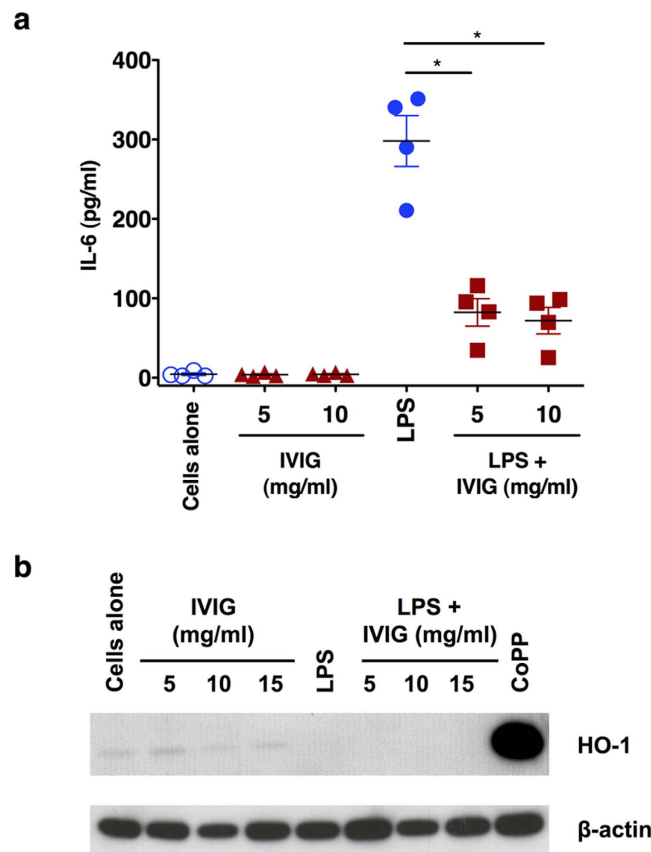 a
*
*
400
300
200
100
0
IL-6 (pg/ml)
Cells alone
5
10
IVIG
(mg/ml)
LPS
5
10
LPS +
IVIG (mg/ml)
b
Cells alone
IVIG
(mg/ml)
5
10
15
LPS
LPS +
IVIG (mg/ml)
5
10
15
CoPP
HO-1
β-actin